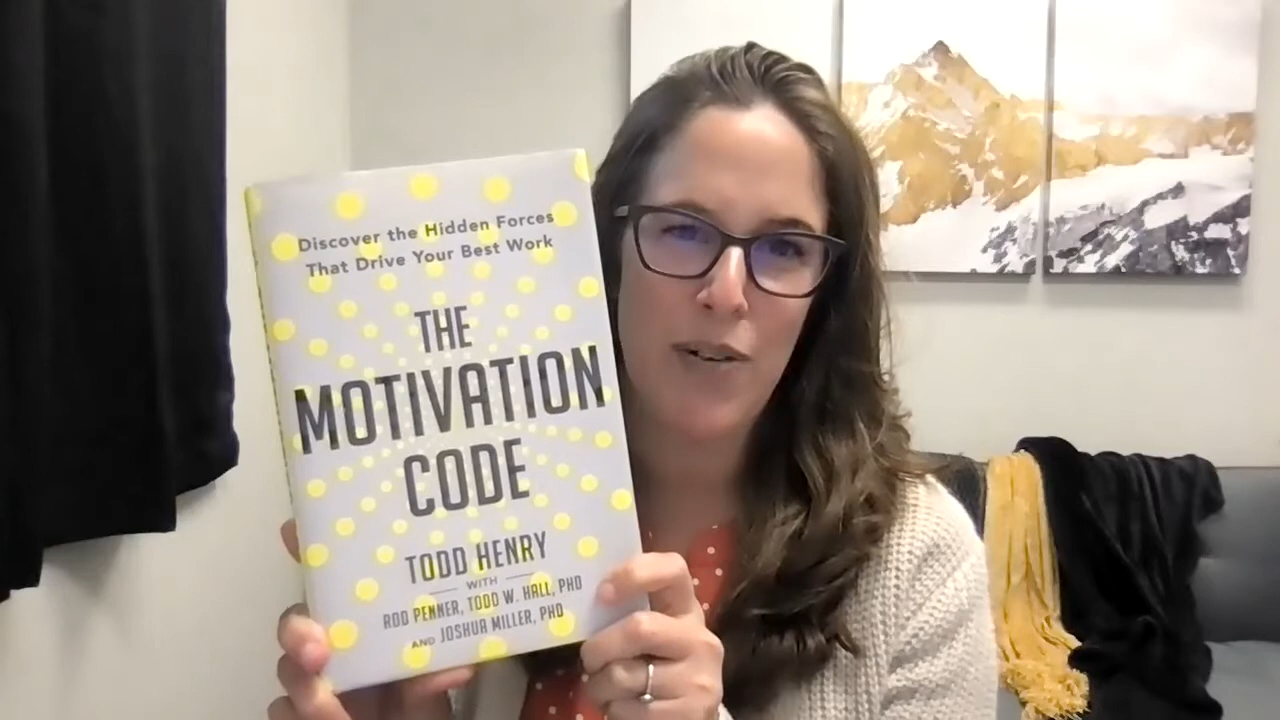 Discover the Hidden Forces
That Drive Your Best Work
THE
MOTIVATION
CODE
TODD HENRY
WITH
ROD PENNER, TODD W. HALL, PHD
AND JOSHUA MILLER, PHD